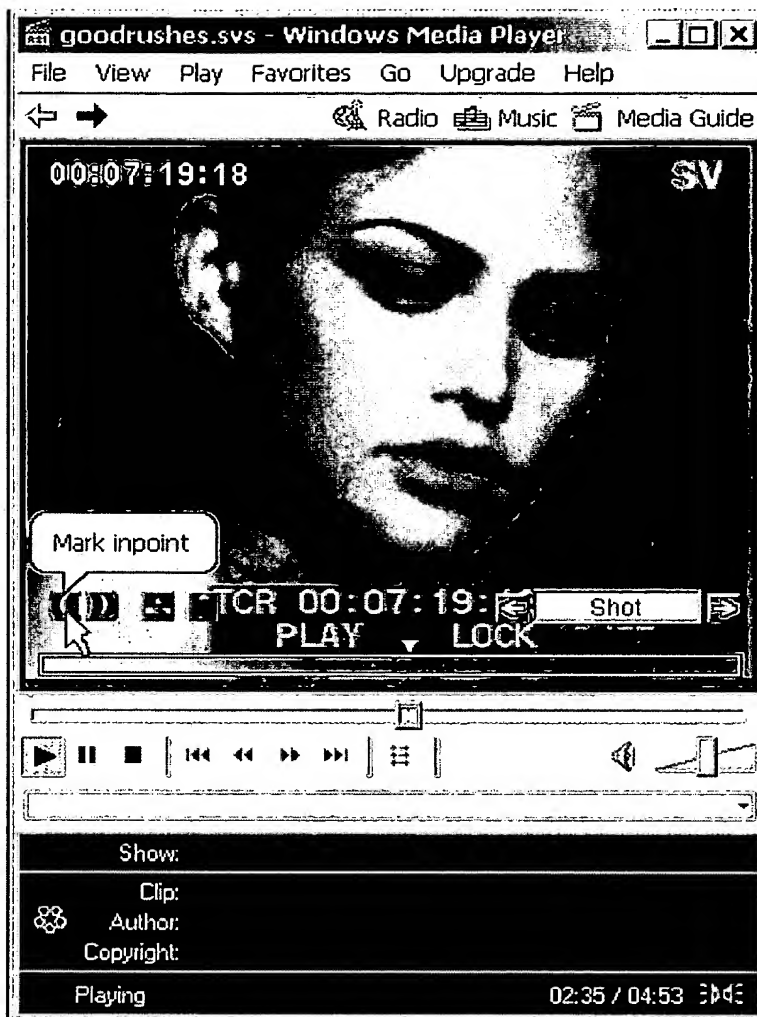 goodrushes.svs - Windows Media Player
File View Play Favorites Go Upgrade Help
Radio Music Media Guide
00:07:19:18 SV
Mark inpoint
TCR 00:07:19: Shot
PLAY LOCK
Show:
Clip:
Author:
Copyright:
Playing 02:35 / 04:53